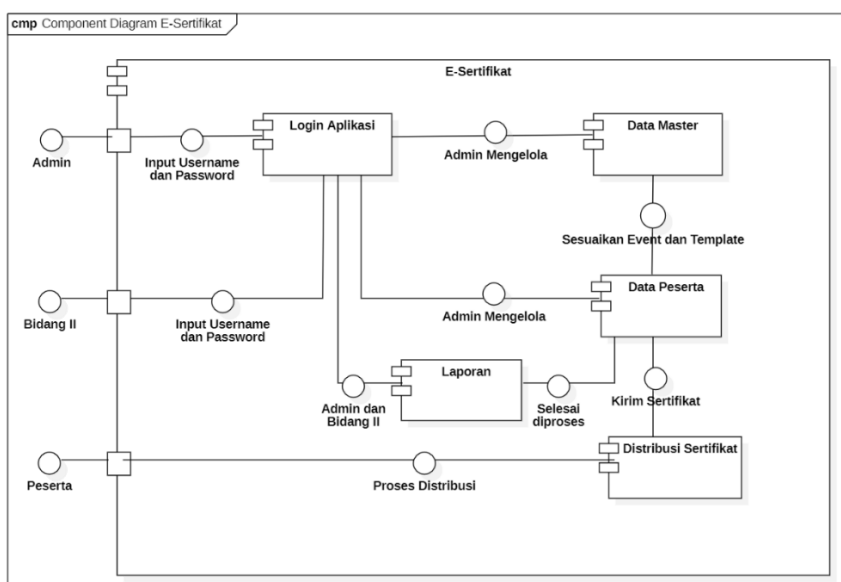 cmp Component Diagram E-Sertifikat
E-Sertifikat
Login Aplikasi
Data Master
Admin
Input Username
dan Password
Admin Mengelola
Sesuaikan Event dan Template
Data Peserta
Bidang II
Input Username
dan Password
Admin Mengelola
Laporan
Admin dan
Bidang II
Selesai
diproses
Kirim Sertifikat
Distribusi Sertifikat
Peserta
Proses Distribusi